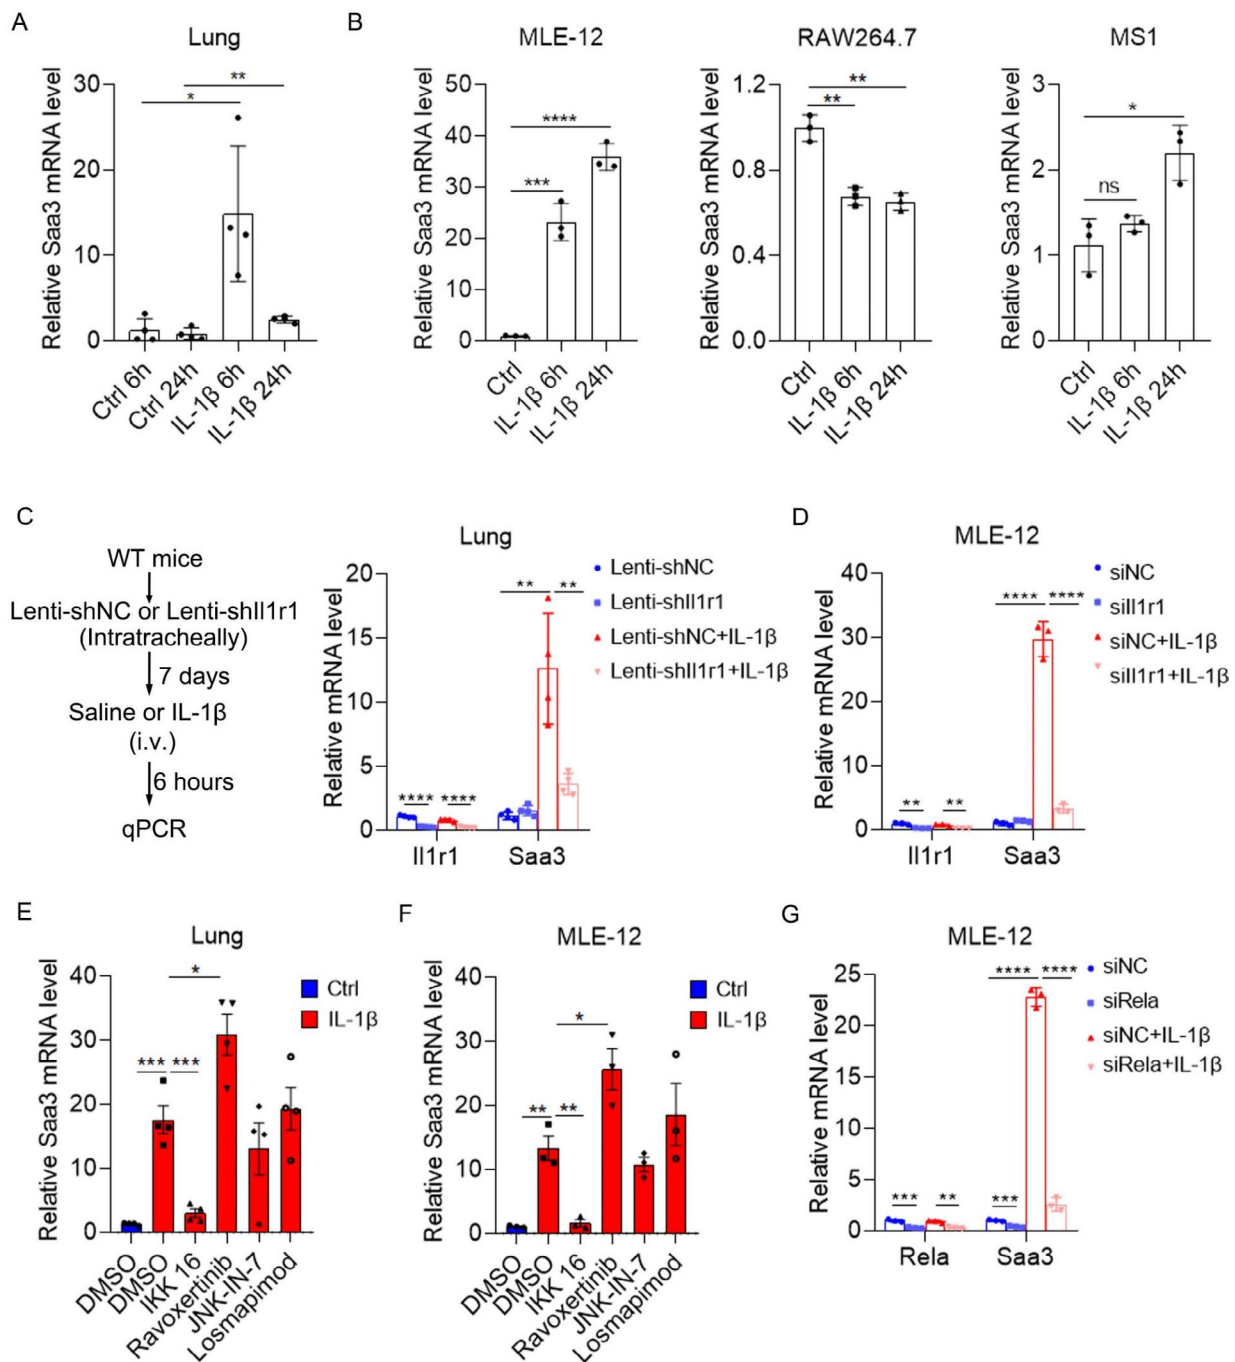 A
Lung
Relative Saa3 mRNA level
30
20
10
0
*
**
Ctrl 6h
Ctrl 24h
IL-1β 6h
IL-1β 24h
B
MLE-12
Relative Saa3 mRNA level
50
40
30
20
10
0
****
***
Ctrl
IL-1β 6h
IL-1β 24h
RAW264.7
Relative Saa3 mRNA level
1.2
0.8
0.4
0.0
**
**
Ctrl
IL-1β 6h
IL-1β 24h
MS1
Relative Saa3 mRNA level
3
2
1
0
*
ns
Ctrl
IL-1β 6h
IL-1β 24h
C
WT mice
Lenti-shNC or Lenti-shIl1r1
(Intratracheally)
7 days
Saline or IL-1β
(i.v.)
6 hours
qPCR
Lung
Relative mRNA level
20
15
10
5
0
**** **** ** **
Il1r1 Saa3
Lenti-shNC
Lenti-shIl1r1
Lenti-shNC+IL-1β
Lenti-shIl1r1+IL-1β
D
MLE-12
Relative mRNA level
40
30
20
10
0
** ** **** ****
Il1r1 Saa3
siNC
siIl1r1
siNC+IL-1β
siIl1r1+IL-1β
E
Lung
Relative Saa3 mRNA level
40
30
20
10
0
*
*** ***
Ctrl
IL-1β
DMSO
DMSO
IKK 16
Ravoxertinib
JNK-IN-7
Losmapimod
F
MLE-12
Relative Saa3 mRNA level
40
30
20
10
0
*
** **
Ctrl
IL-1β
DMSO
DMSO
IKK 16
Ravoxertinib
JNK-IN-7
Losmapimod
G
MLE-12
Relative mRNA level
25
20
15
10
5
0
*** ** *** **** ****
Rela Saa3
siNC
siRela
siNC+IL-1β
siRela+IL-1β